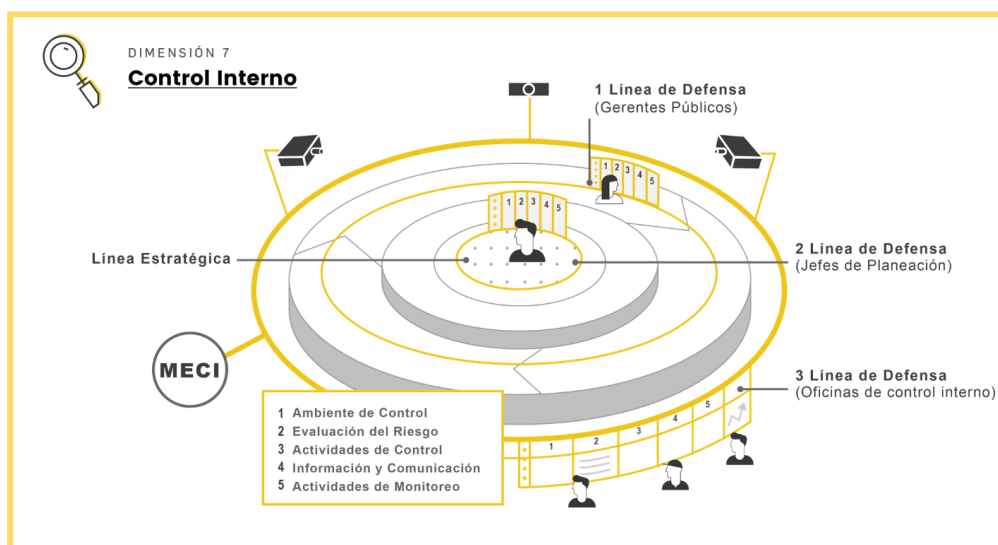 DIMENSIÓN 7
Control Interno
1 Línea de Defensa
(Gerentes Públicos)
1 2 3 4 5
1 2 3 4 5
Línea Estratégica
2 Línea de Defensa
(Jefes de Planeación)
MECI
3 Línea de Defensa
(Oficinas de control interno)
1 Ambiente de Control
2 Evaluación del Riesgo
3 Actividades de Control
4 Información y Comunicación
5 Actividades de Monitoreo
1 2 3 4 5